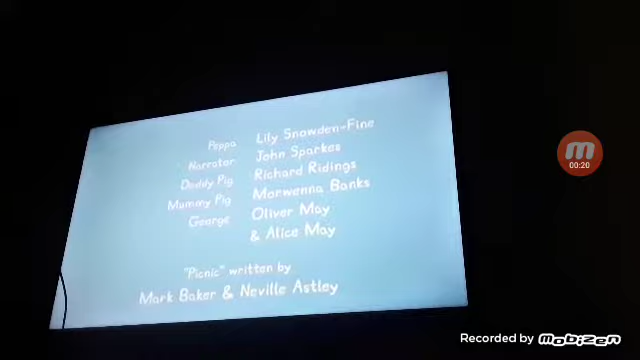 Peppa Lily Snowden-Fine
Narrator John Sparkes
Daddy Pig Richard Ridings
Mummy Pig Morwenna Banks
George Oliver May
& Alice May
"Picnic" written by
Mark Baker & Neville Astley
00:20
Recorded by mobizen